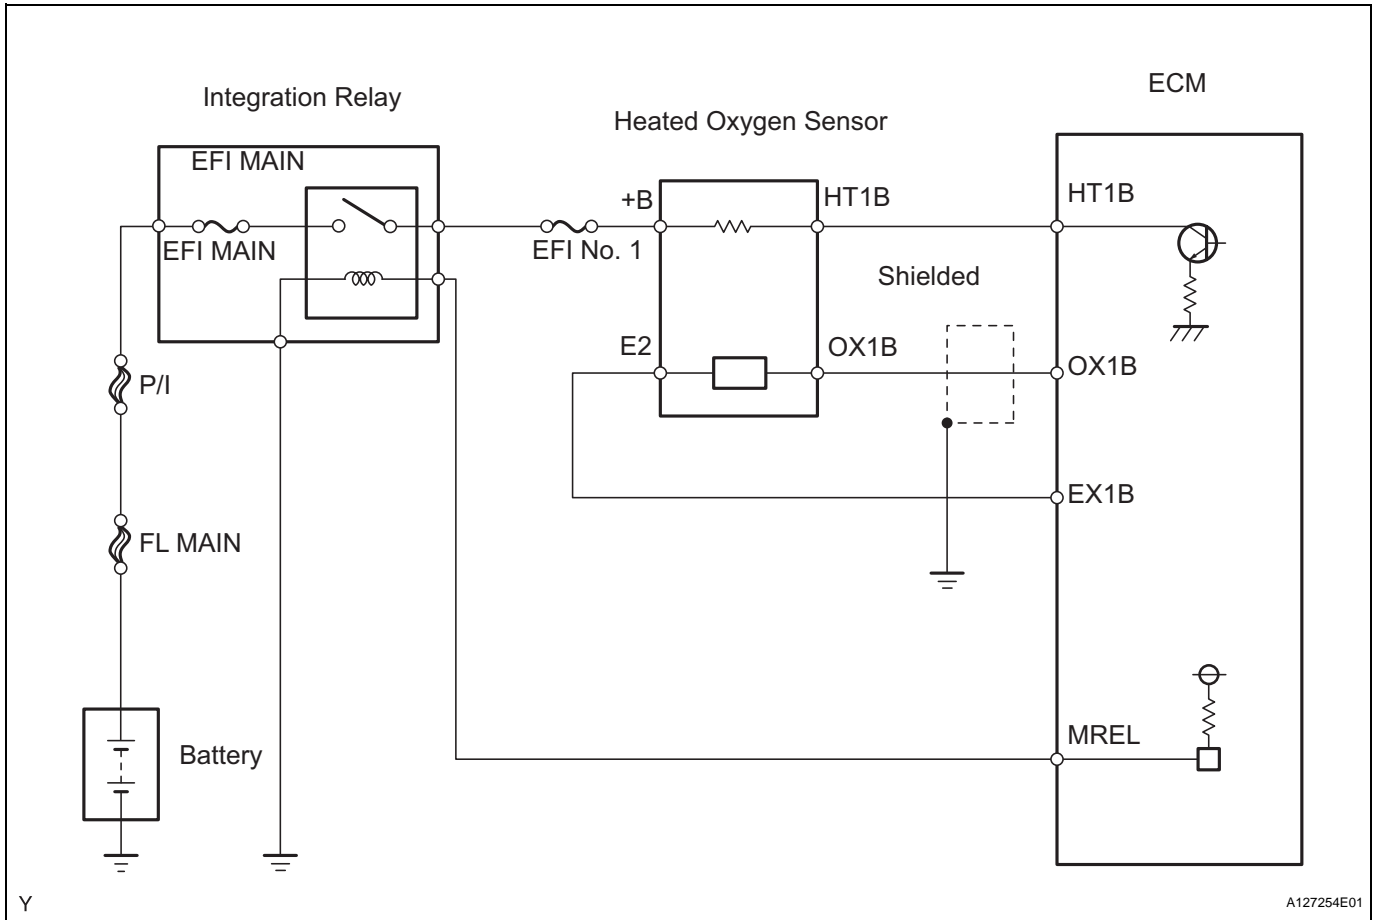 ECM
Integration Relay
Heated Oxygen Sensor
EFI MAIN
+B
HT1B
HT1B
EFI MAIN
EFI No. 1
Shielded
E2
OX1B
OX1B
P/I
EX1B
FL MAIN
MREL
Battery
Y
A127254E01